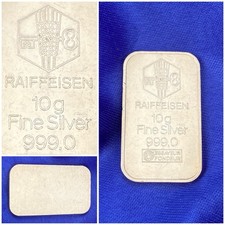 RAIFFEISEN
10g
Fine Silver
999,0
RAIFFEISEN
10g
Fine Silver
999,0